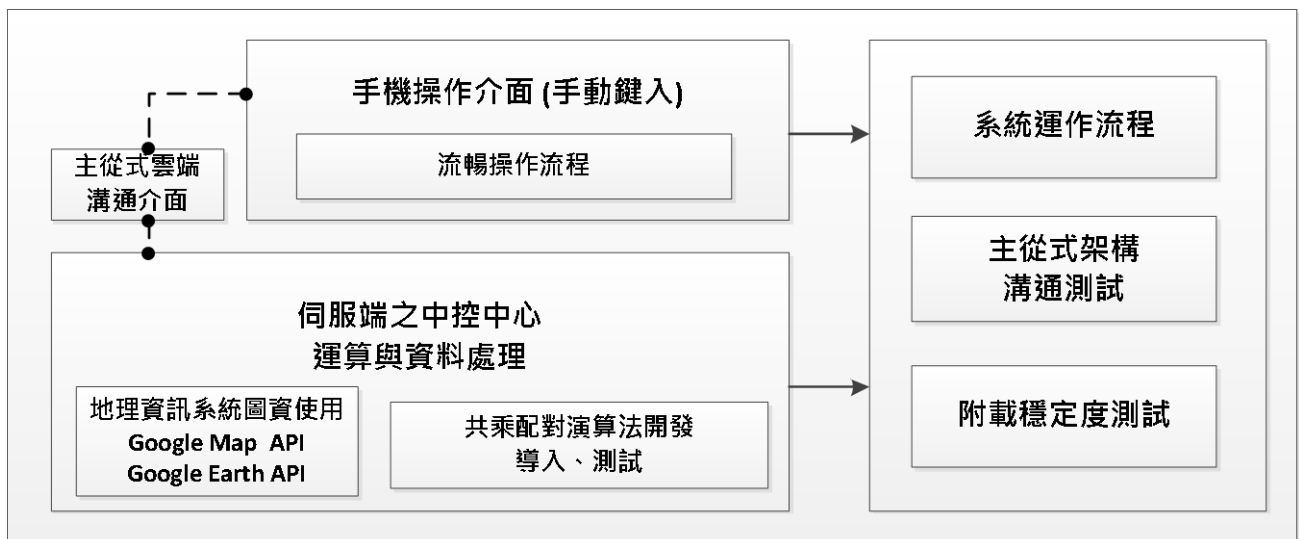 手機操作介面 (手動鍵入)
流暢操作流程
主從式雲端
溝通介面
伺服端之中控中心
運算與資料處理
地理資訊系統圖資使用
Google Map API
Google Earth API
共乘配對演算法開發
導入、測試
系統運作流程
主從式架構
溝通測試
附載穩定度測試